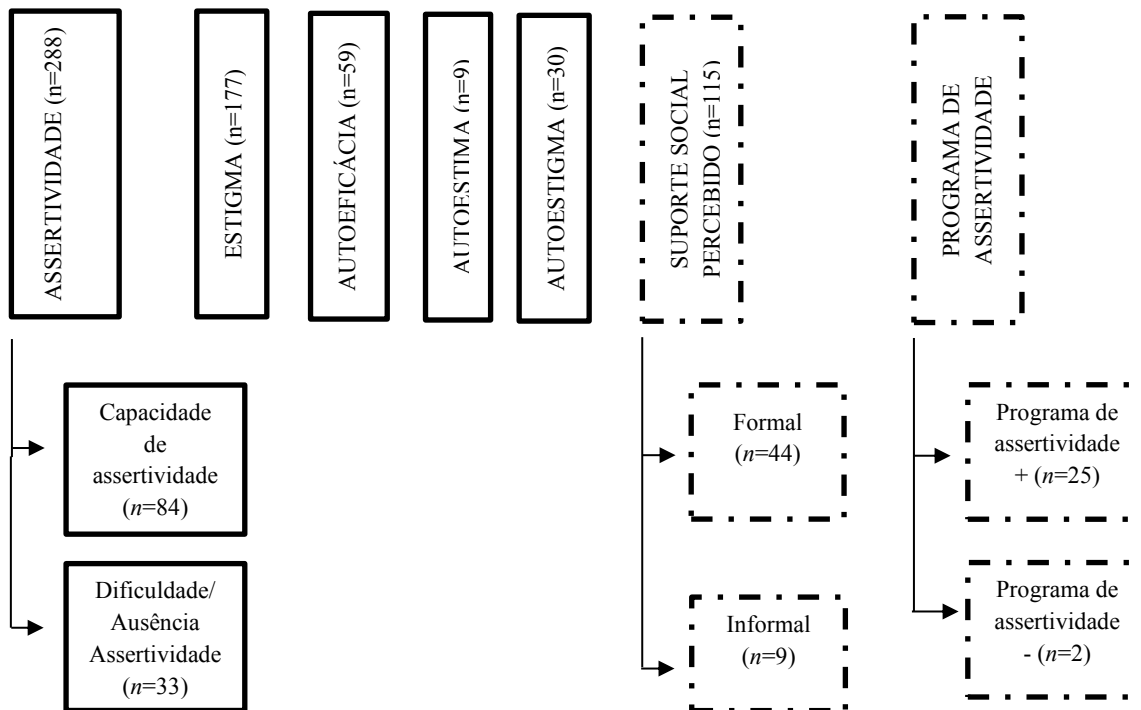 ASSERTIVIDADE (n=288)
ESTIGMA (n=177)
AUTOEFICÁCIA (n=59)
AUTOESTIMA (n=9)
AUTOESTIGMA (n=30)
SUPORTE SOCIAL
PERCEBIDO (n=115)
PROGRAMA DE
ASSERTIVIDADE
Capacidade
de
assertividade
(n=84)
Dificuldade/
Ausência
Assertividade
(n=33)
Formal
(n=44)
Informal
(n=9)
Programa de
assertividade
+ (n=25)
Programa de
assertividade
- (n=2)